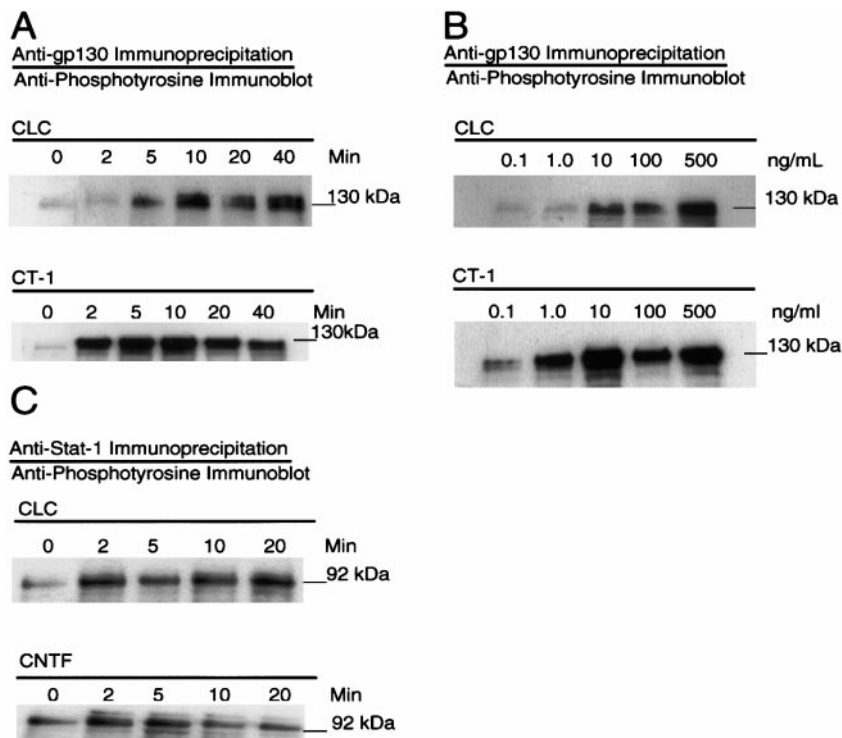 A
Anti-gp130 Immunoprecipitation
Anti-Phosphotyrosine Immunoblot
CLC
0 2 5 10 20 40 Min
130 kDa
CT-1
0 2 5 10 20 40 Min
130kDa
B
Anti-gp130 Immunoprecipitation
Anti-Phosphotyrosine Immunoblot
CLC
0.1 1.0 10 100 500 ng/mL
130 kDa
CT-1
0.1 1.0 10 100 500 ng/ml
130 kDa
C
Anti-Stat-1 Immunoprecipitation
Anti-Phosphotyrosine Immunoblot
CLC
0 2 5 10 20 Min
92 kDa
CNTF
0 2 5 10 20 Min
92 kDa